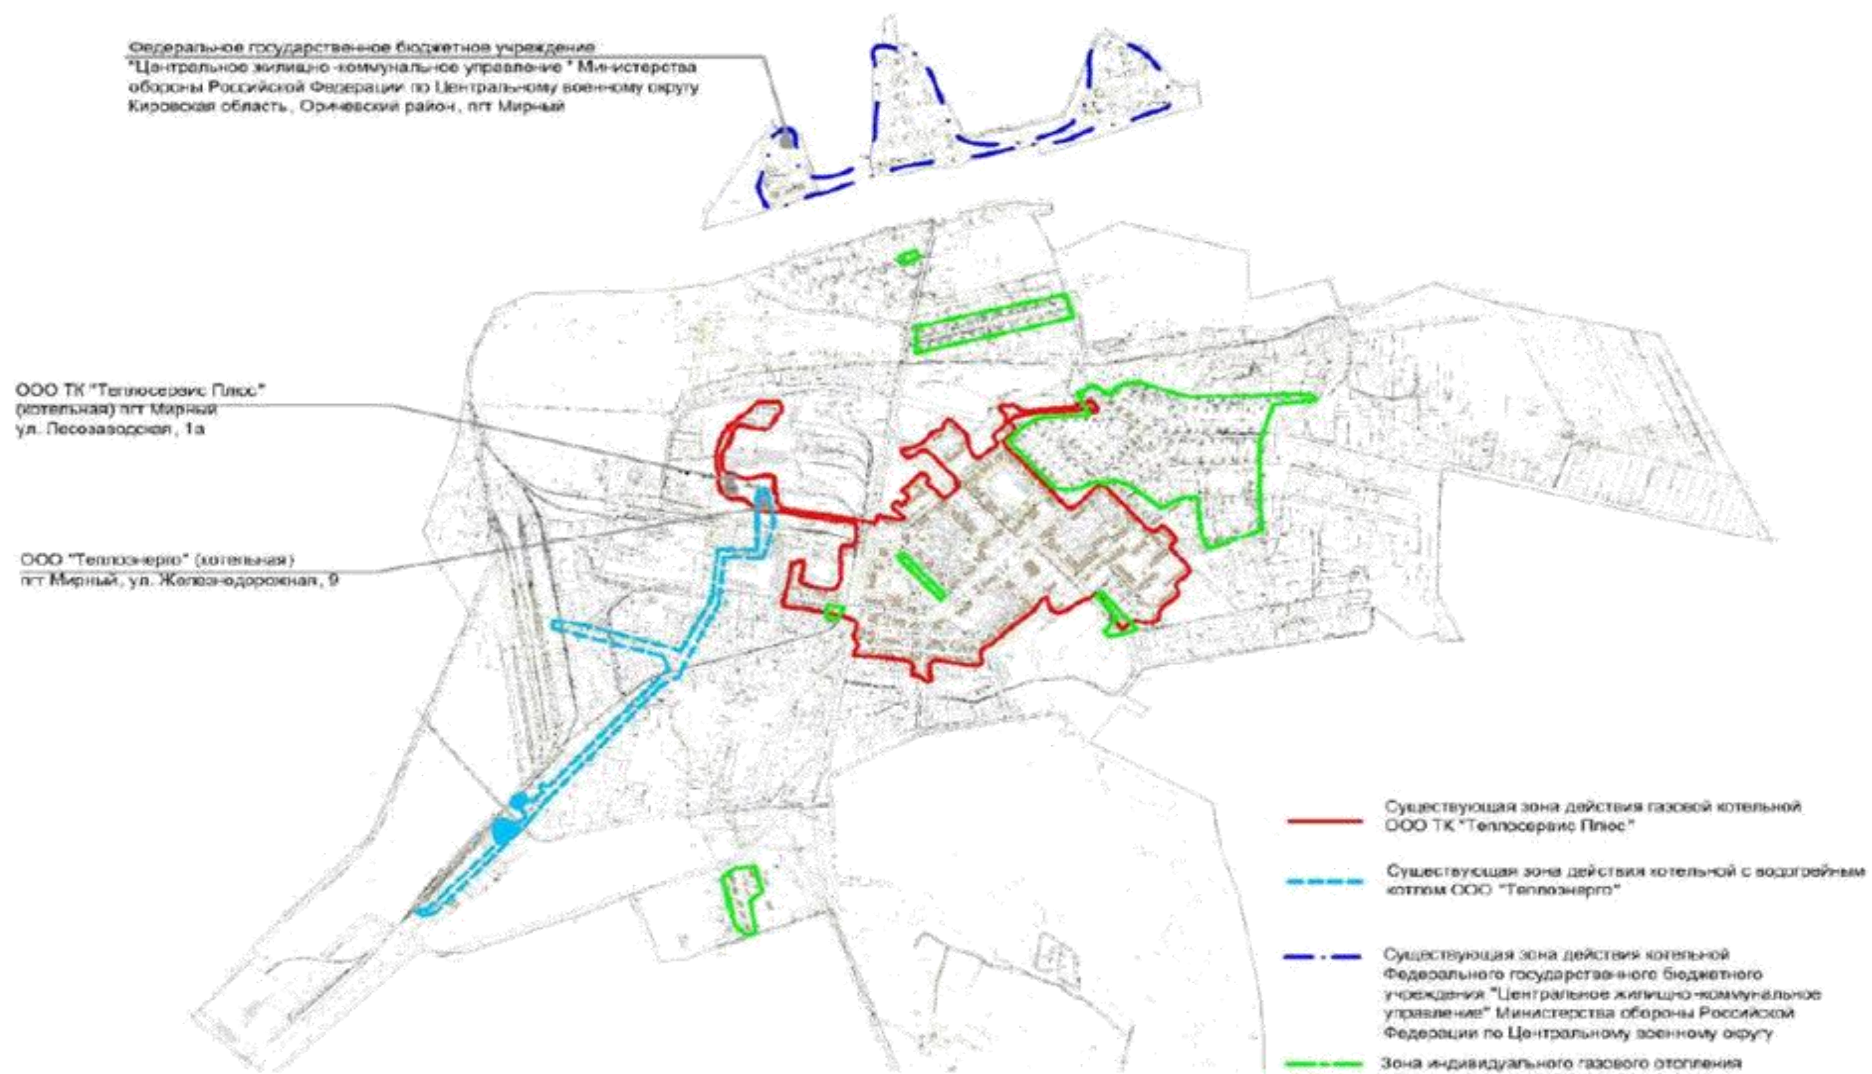 Федеральное государственное бюджетное учреждение
"Центральное жилищно-коммунальное управление" Министерства
обороны Российской Федерации по Центральному военному округу
Кировская область, Оричевский район, пгт Мирный
ООО ТК "Теплосервис Плюс"
(котельная) пгт Мирный
ул. Лесозаводская, 1а
ООО "Теплоэнерго" (котельная)
пгт Мирный, ул. Железнодорожная, 9
Существующая зона действия газовой котельной
ООО ТК "Теплосервис Плюс"
Существующая зона действия котельной с водогрейным
котлом ООО "Теплоэнерго"
Существующая зона действия котельной
Федерального государственного бюджетного
учреждения "Центральное жилищно-коммунальное
управление" Министерства обороны Российской
Федерации по Центральному военному округу
Зона индивидуального газового отопления